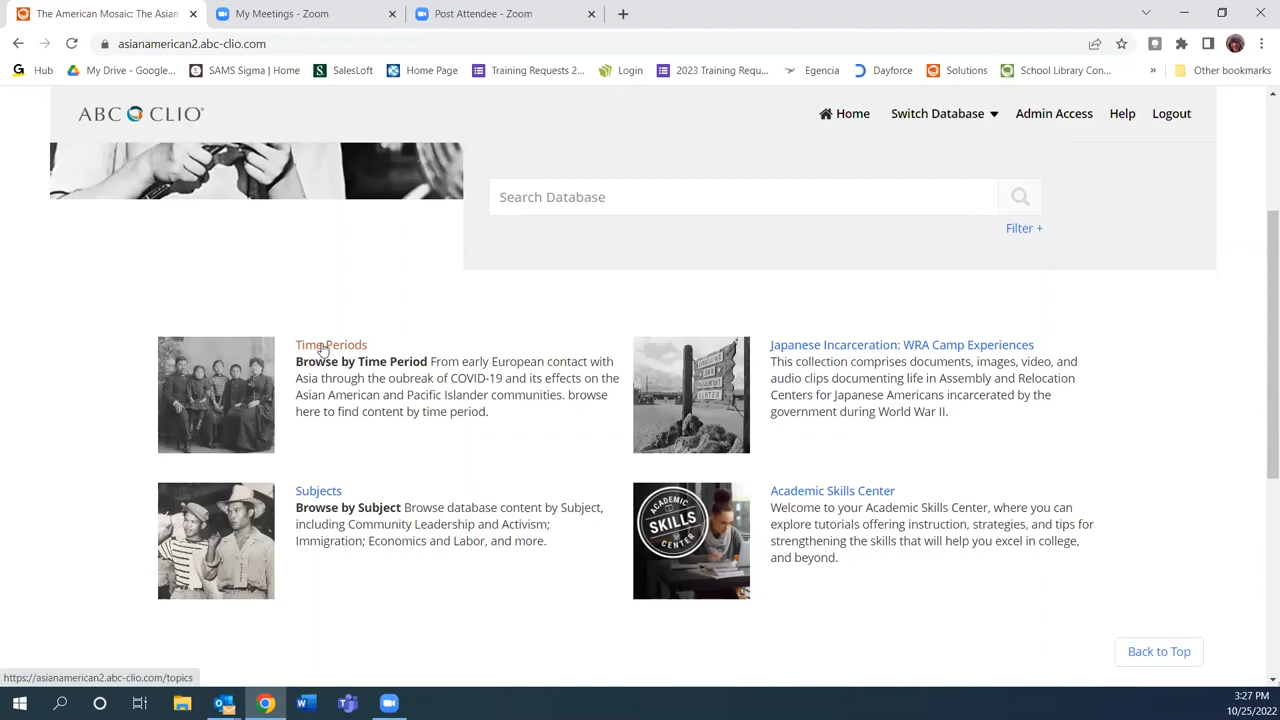 The American Mosaic: The Asian
My Meetings - Zoom
Post Attendee - Zoom
asianamerican2.abc-clio.com
Hub
My Drive - Google...
SAMS Sigma | Home
SalesLoft
Home Page
Training Requests 2...
Login
2023 Training Requ...
Egencia
Dayforce
Solutions
School Library Con...
»
Other bookmarks
ABC CLIO®
Home
Switch Database
Admin Access
Help
Logout
Search Database
Filter +
Time Periods
Browse by Time Period From early European contact with
Asia through the oubreak of COVID-19 and its effects on the
Asian American and Pacific Islander communities. browse
here to find content by time period.
Japanese Incarceration: WRA Camp Experiences
This collection comprises documents, images, video, and
audio clips documenting life in Assembly and Relocation
Centers for Japanese Americans incarcerated by the
government during World War II.
Subjects
Browse by Subject Browse database content by Subject,
including Community Leadership and Activism;
Immigration; Economics and Labor, and more.
ACADEMIC
SKILLS
CENTER
Academic Skills Center
Welcome to your Academic Skills Center, where you can
explore tutorials offering instruction, strategies, and tips for
strengthening the skills that will help you excel in college,
and beyond.
Back to Top
https://asianamerican2.abc-clio.com/topics
3:27 PM
10/25/2022